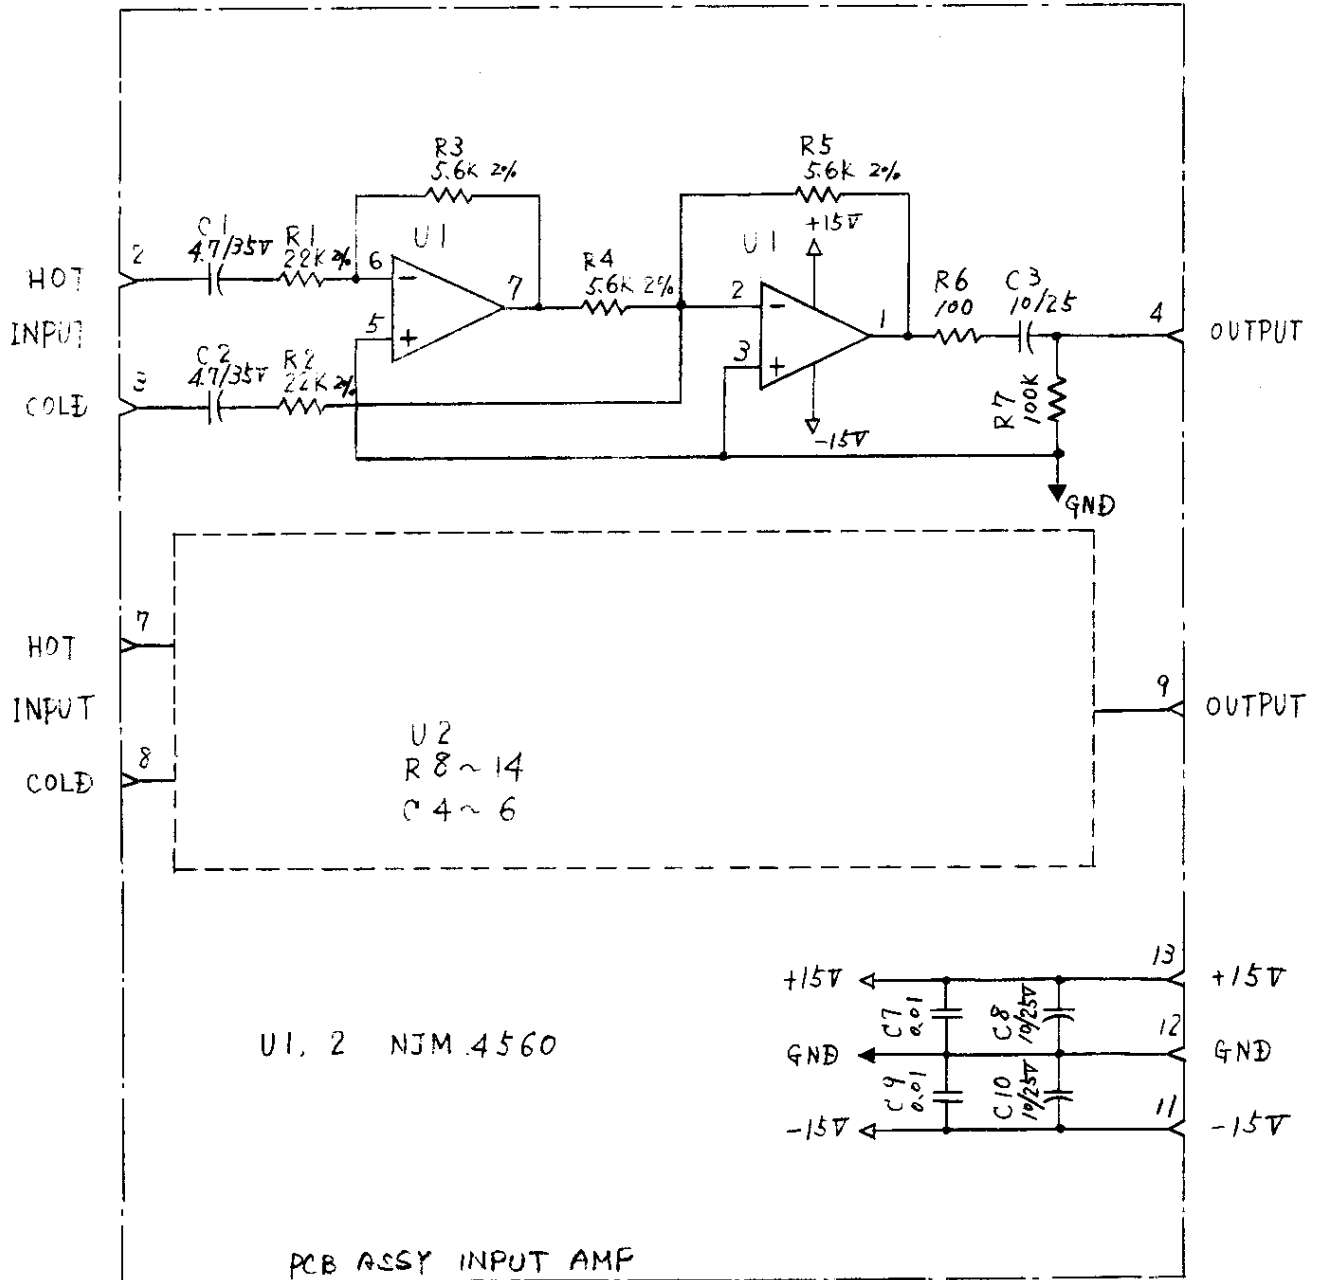 R3
5.6K 2%
R5
5.6K 2%
C1
4.7/35V
R1
22K 2%
U1
U1
+15V
2
HOT
6
7
R4
5.6K 2%
2
1
R6
100
C3
10/25
4
OUTPUT
INPUT
5
3
C2
4.7/35V
R2
22K 2%
3
COLD
-15V
R7
100K
GND
7
HOT
INPUT
9
OUTPUT
8
COLD
U2
R8~14
C4~6
13
+15V
+15V
C7
0.01
C8
10/25V
12
U1, 2 NJM 4560
GND
GND
C9
0.01
C10
10/25V
11
-15V
-15V
PCB ASSY INPUT AMP